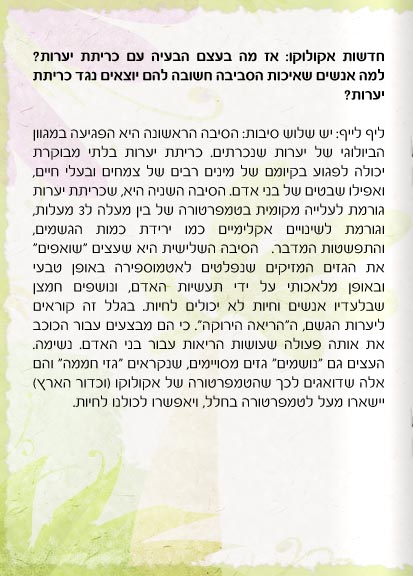 חדשות אקולוקו: אז מה בעצם הבעיה עם כריתת יערות?
למה אנשים שאיכות הסביבה חשובה להם יוצאים נגד כריתת
יערות?
ליף לייף: יש שלוש סיבות: הסיבה הראשונה היא הפגיעה במגוון
הביולוגי של יערות שנכרתים. כריתת יערות בלתי מבוקרת
יכולה לפגוע בקיומם של מינים רבים של צמחים ובעלי חיים,
ואפילו שבטים של בני אדם. הסיבה השניה היא, שכריתת יערות
גורמת לעלייה מקומית בטמפרטורה של בין מעלה ל3 מעלות,
וגורמת לשינויים אקלימיים כמו ירידת כמות הגשמים,
והתפשטות המדבר. הסיבה השלישית היא שעצים "שואפים"
את הגזים המזיקים שנפלטים לאטמוספירה באופן טבעי
ובאופן מלאכותי על ידי תעשיות האדם, ונושפים חמצן
שבלעדיו אנשים וחיות לא יכולים לחיות. בגלל זה קוראים
ליערות הגשם, ה"הריאה הירוקה". כי הם מבצעים עבור הכוכב
את אותה פעולה שעושות הריאות עבור בני האדם. נשימה.
העצים גם "נושמים" גזים מסויימים, שנקראים "גזי חממה" והם
אלה שדואגים לכך שהטמפרטורה של אקולוקו (וכדור הארץ)
יישארו מעל לטמפרטורה בחלל, ויאפשרו לכולנו לחיות.